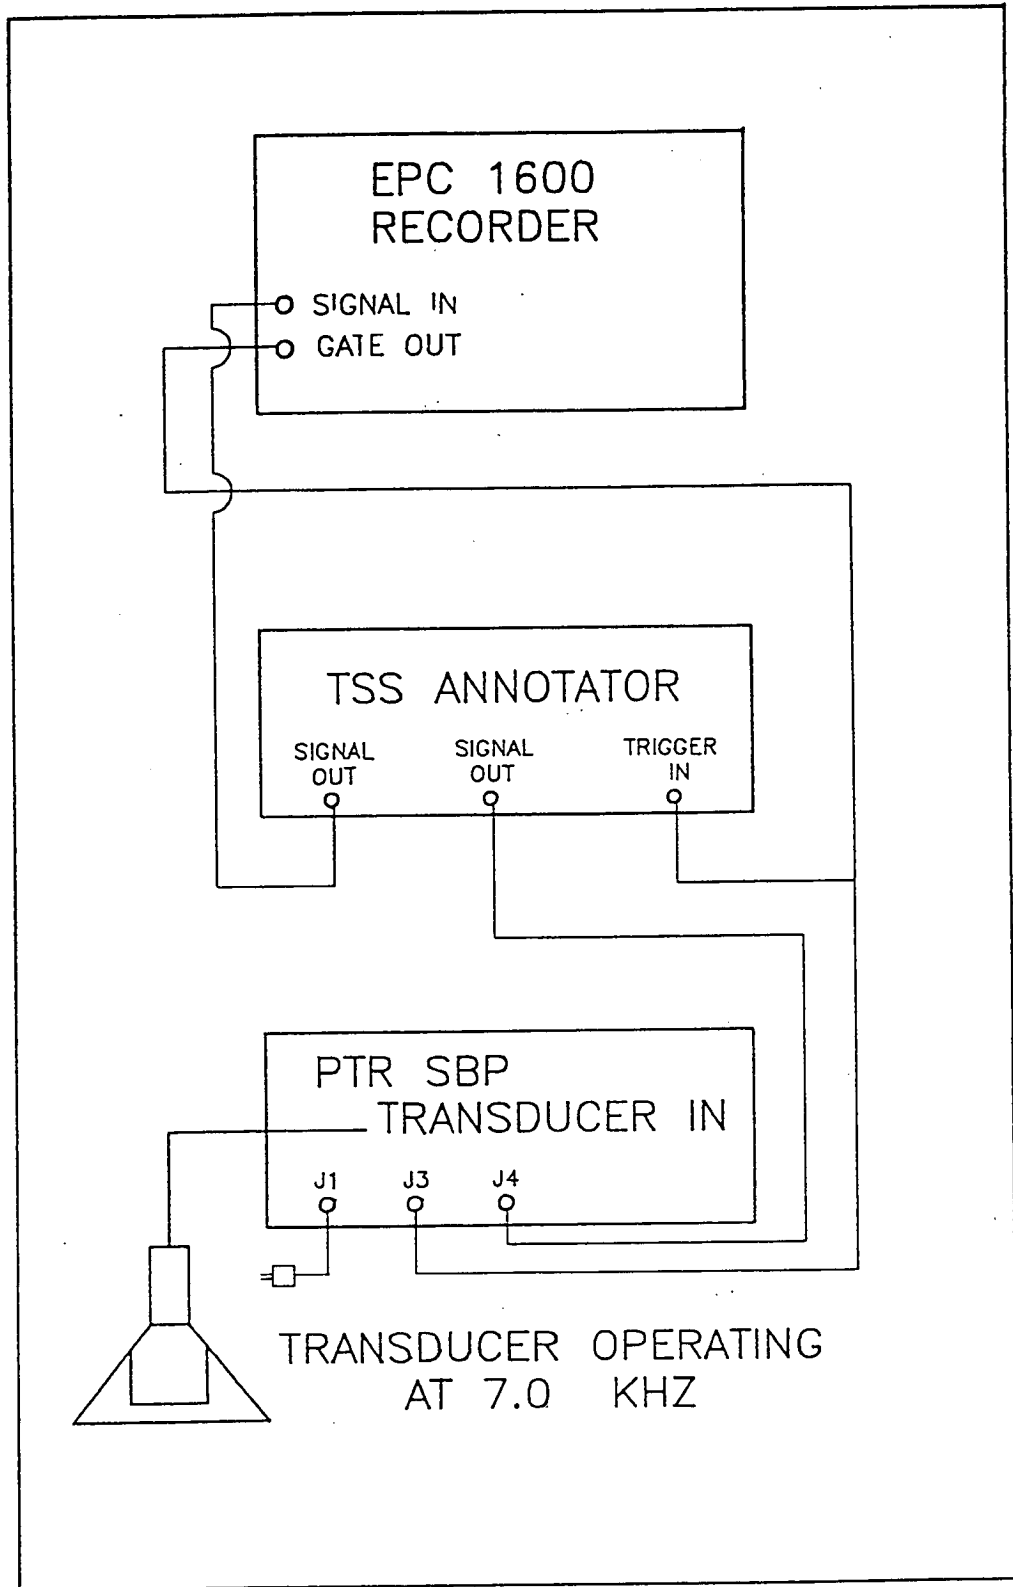 EPC 1600
RECORDER
SIGNAL IN
GATE OUT
TSS ANNOTATOR
SIGNAL
OUT
SIGNAL
OUT
TRIGGER
IN
PTR SBP
TRANSDUCER IN
J1
J3
J4
TRANSDUCER OPERATING
AT 7.0 KHZ